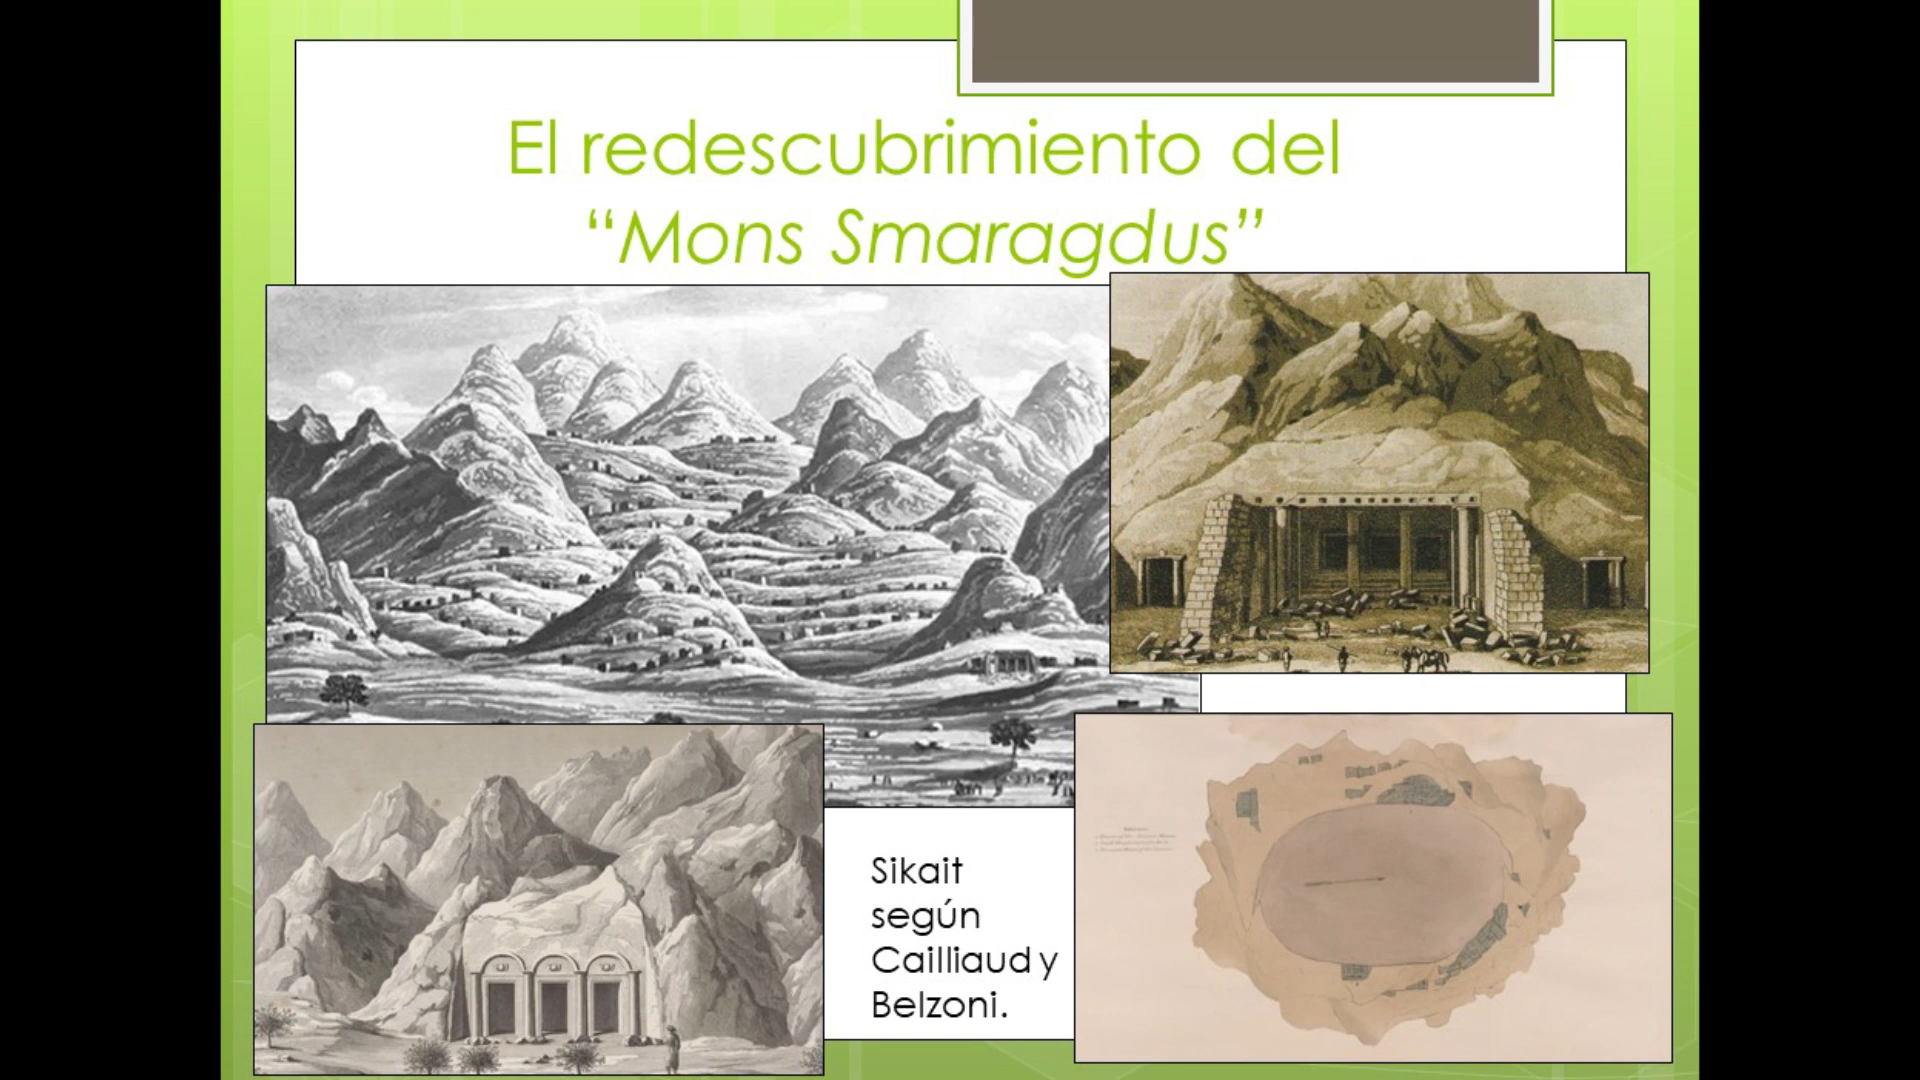 El redescubrimiento del
“Mons Smaragdus”
Sikait
según
Cailliaud y
Belzoni.